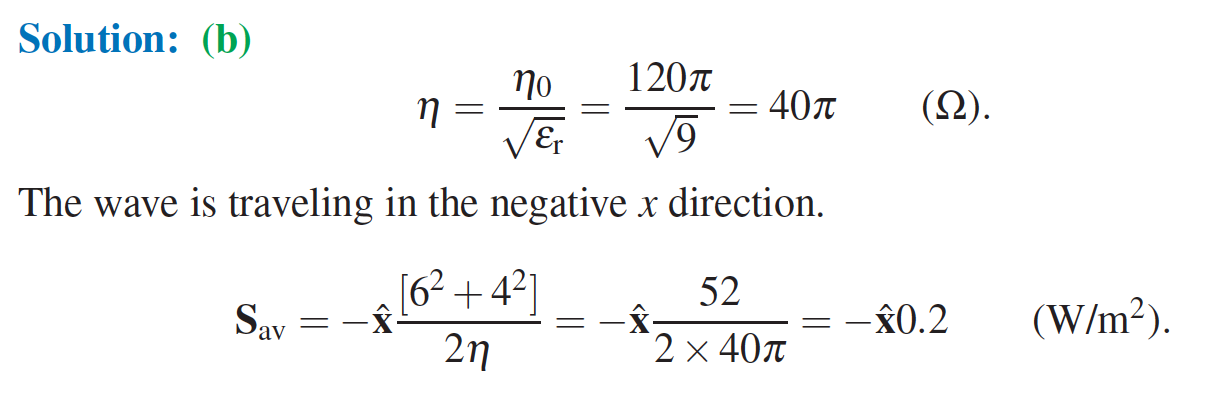 Solution: (b)
η = η₀/√εᵣ = 120π/√9 = 40π (Ω).
The wave is traveling in the negative x direction.
S_av = −x̂ [6² + 4²]/2η = −x̂ 52/(2 × 40π) = −x̂0.2 (W/m²).